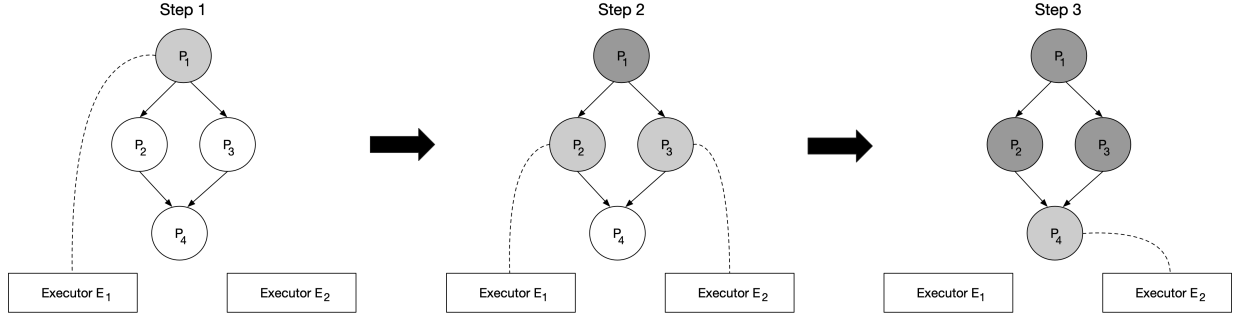 Step 1
Step 2
Step 3
P1
P1
P1
P2
P3
P2
P3
P2
P3
P4
P4
P4
Executor E1
Executor E2
Executor E1
Executor E2
Executor E1
Executor E2